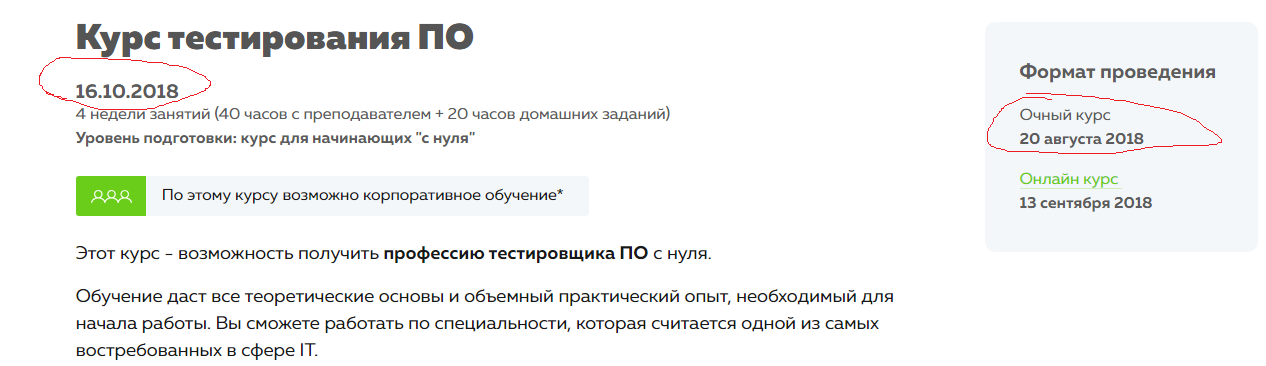 Курс тестирования ПО
16.10.2018
4 недели занятий (40 часов с преподавателем + 20 часов домашних заданий)
Уровень подготовки: курс для начинающих "с нуля"
По этому курсу возможно корпоративное обучение*
Этот курс - возможность получить профессию тестировщика ПО с нуля.
Обучение даст все теоретические основы и объемный практический опыт, необходимый для
начала работы. Вы сможете работать по специальности, которая считается одной из самых
востребованных в сфере IT.
Формат проведения
Очный курс
20 августа 2018
Онлайн курс
13 сентября 2018